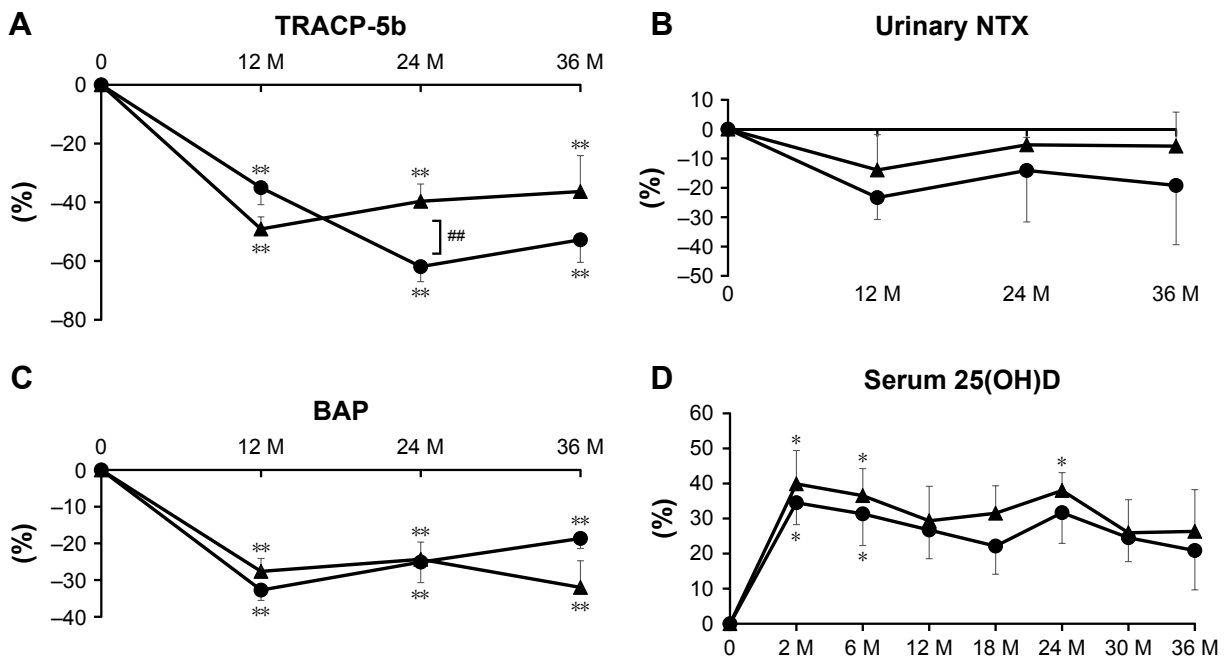 A
TRACP-5b
0 12 M 24 M 36 M
0
–20
–40
–60
–80
(%)
** ** **
** ** **
##
B
Urinary NTX
10
0
–10
–20
–30
–40
–50
(%)
0 12 M 24 M 36 M
C
BAP
0 12 M 24 M 36 M
0
–10
–20
–30
–40
(%)
** ** **
** ** **
D
Serum 25(OH)D
60
50
40
30
20
10
0
(%)
* * *
* *
0 2 M 6 M 12 M 18 M 24 M 30 M 36 M